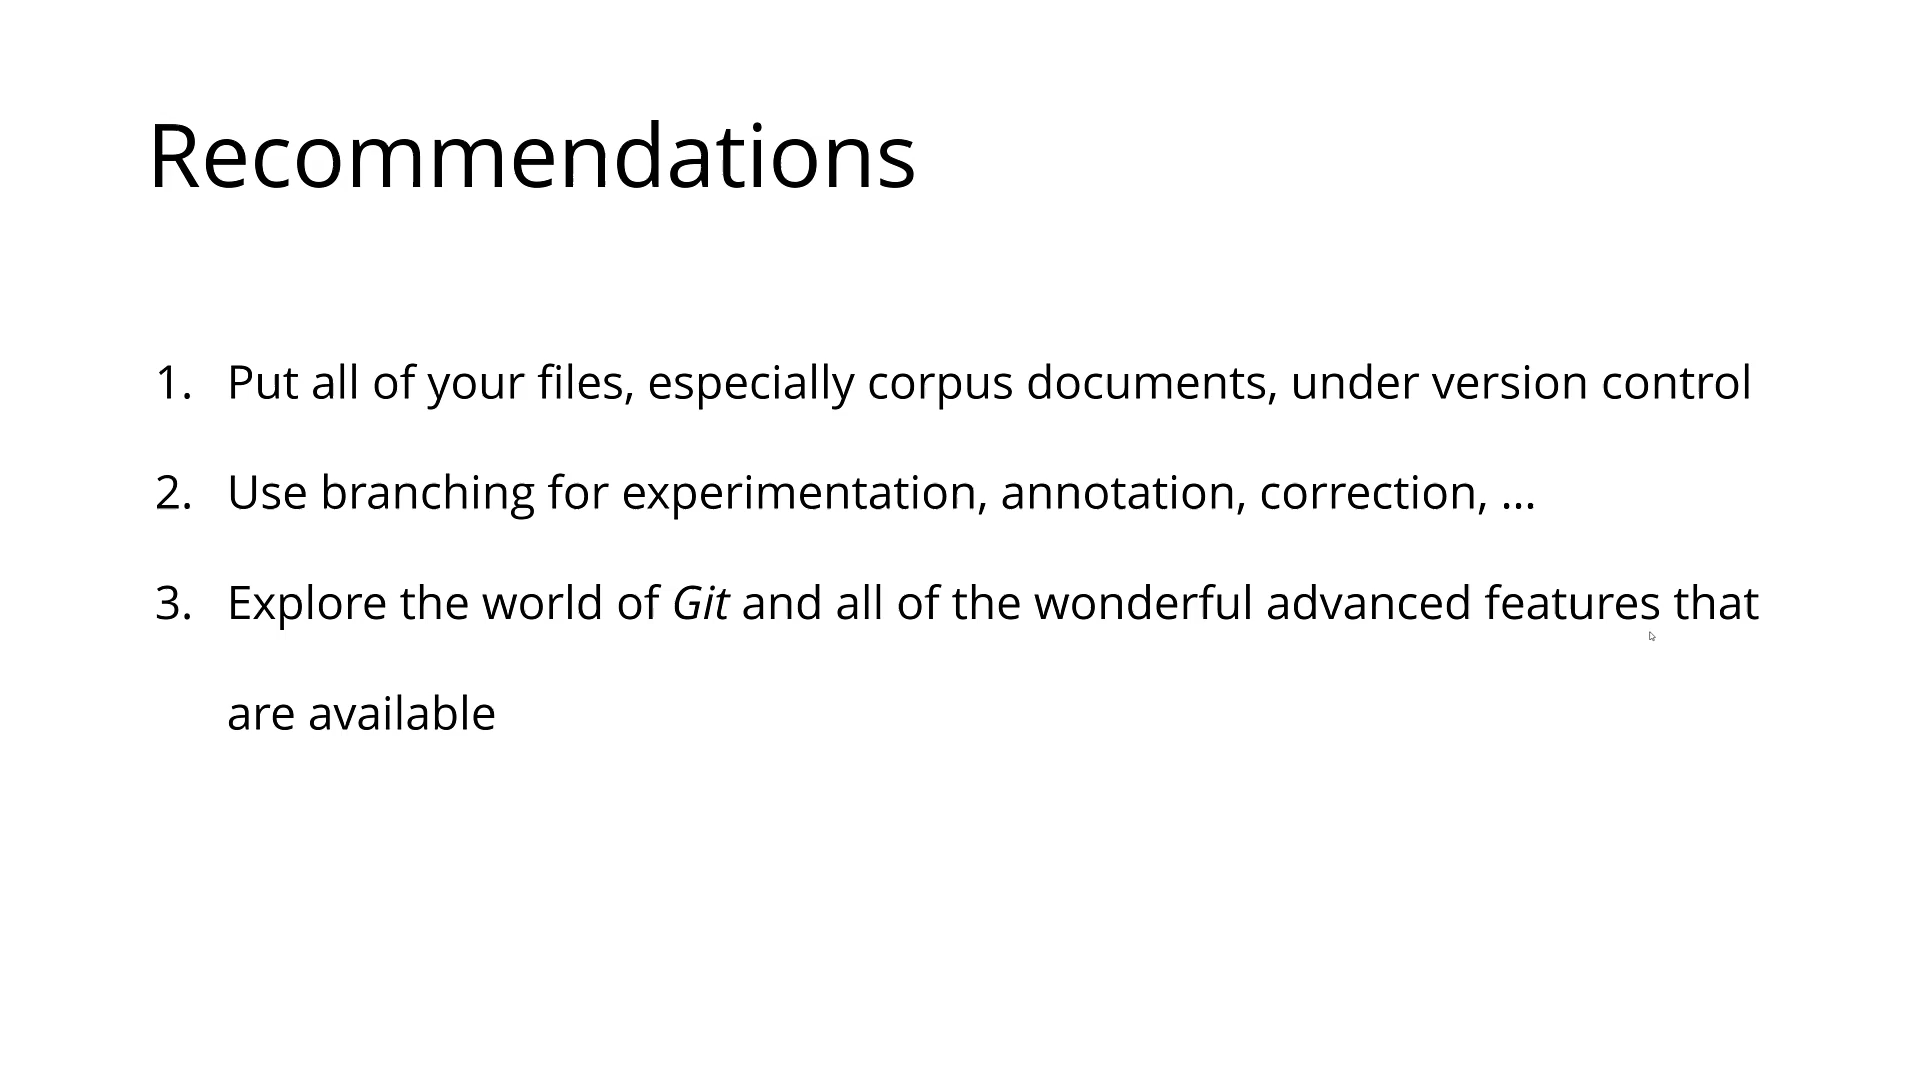 Recommendations
1. Put all of your files, especially corpus documents, under version control
2. Use branching for experimentation, annotation, correction, ...
3. Explore the world of Git and all of the wonderful advanced features that
are available